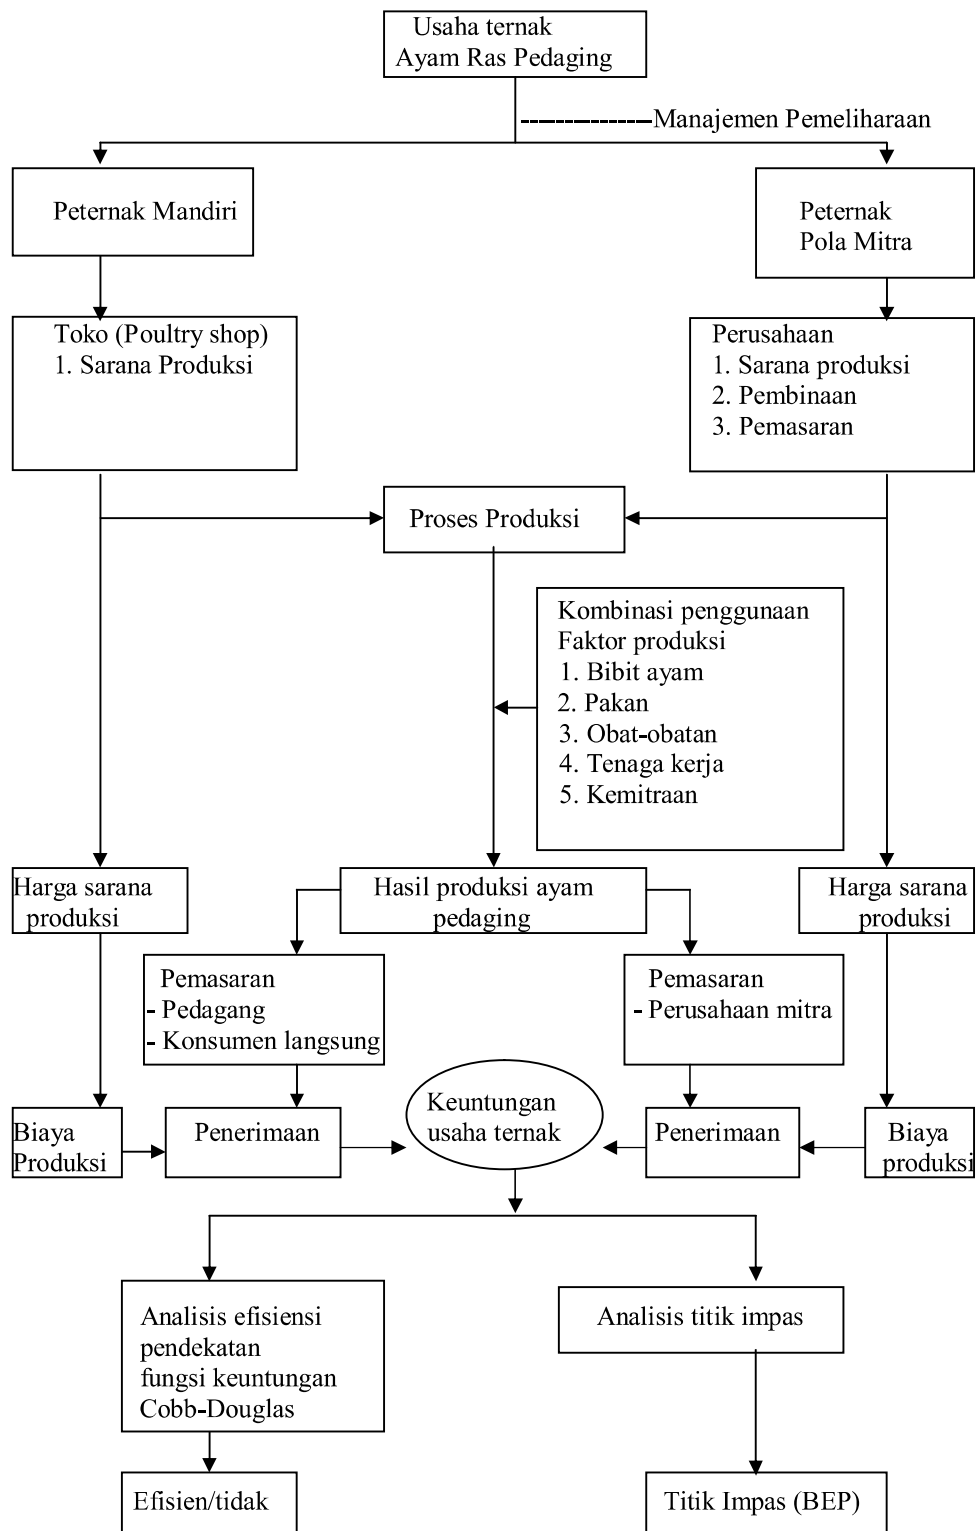 Usaha ternak
Ayam Ras Pedaging
---------------Manajemen Pemeliharaan
Peternak Mandiri
Peternak
Pola Mitra
Toko (Poultry shop)
1. Sarana Produksi
Perusahaan
1. Sarana produksi
2. Pembinaan
3. Pemasaran
Proses Produksi
Kombinasi penggunaan
Faktor produksi
1. Bibit ayam
2. Pakan
3. Obat-obatan
4. Tenaga kerja
5. Kemitraan
Harga sarana
produksi
Hasil produksi ayam
pedaging
Harga sarana
produksi
Pemasaran
- Pedagang
- Konsumen langsung
Pemasaran
- Perusahaan mitra
Biaya
Produksi
Penerimaan
Keuntungan
usaha ternak
Penerimaan
Biaya
produksi
Analisis efisiensi
pendekatan
fungsi keuntungan
Cobb-Douglas
Analisis titik impas
Efisien/tidak
Titik Impas (BEP)